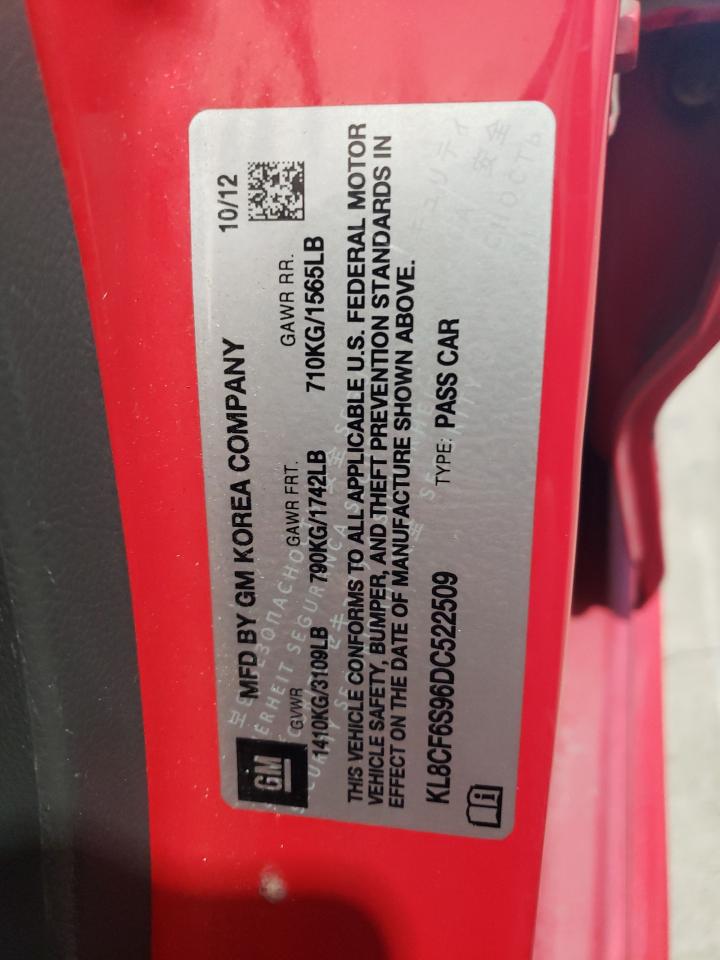 MFD BY GM KOREA COMPANY 10/12
GM
GVWR GAWR FRT. GAWR RR.
1410KG/3109LB 790KG/1742LB 710KG/1565LB
THIS VEHICLE CONFORMS TO ALL APPLICABLE U.S. FEDERAL MOTOR
VEHICLE SAFETY, BUMPER, AND THEFT PREVENTION STANDARDS IN
EFFECT ON THE DATE OF MANUFACTURE SHOWN ABOVE.
KL8CF6S96DC522509 TYPE: PASS CAR